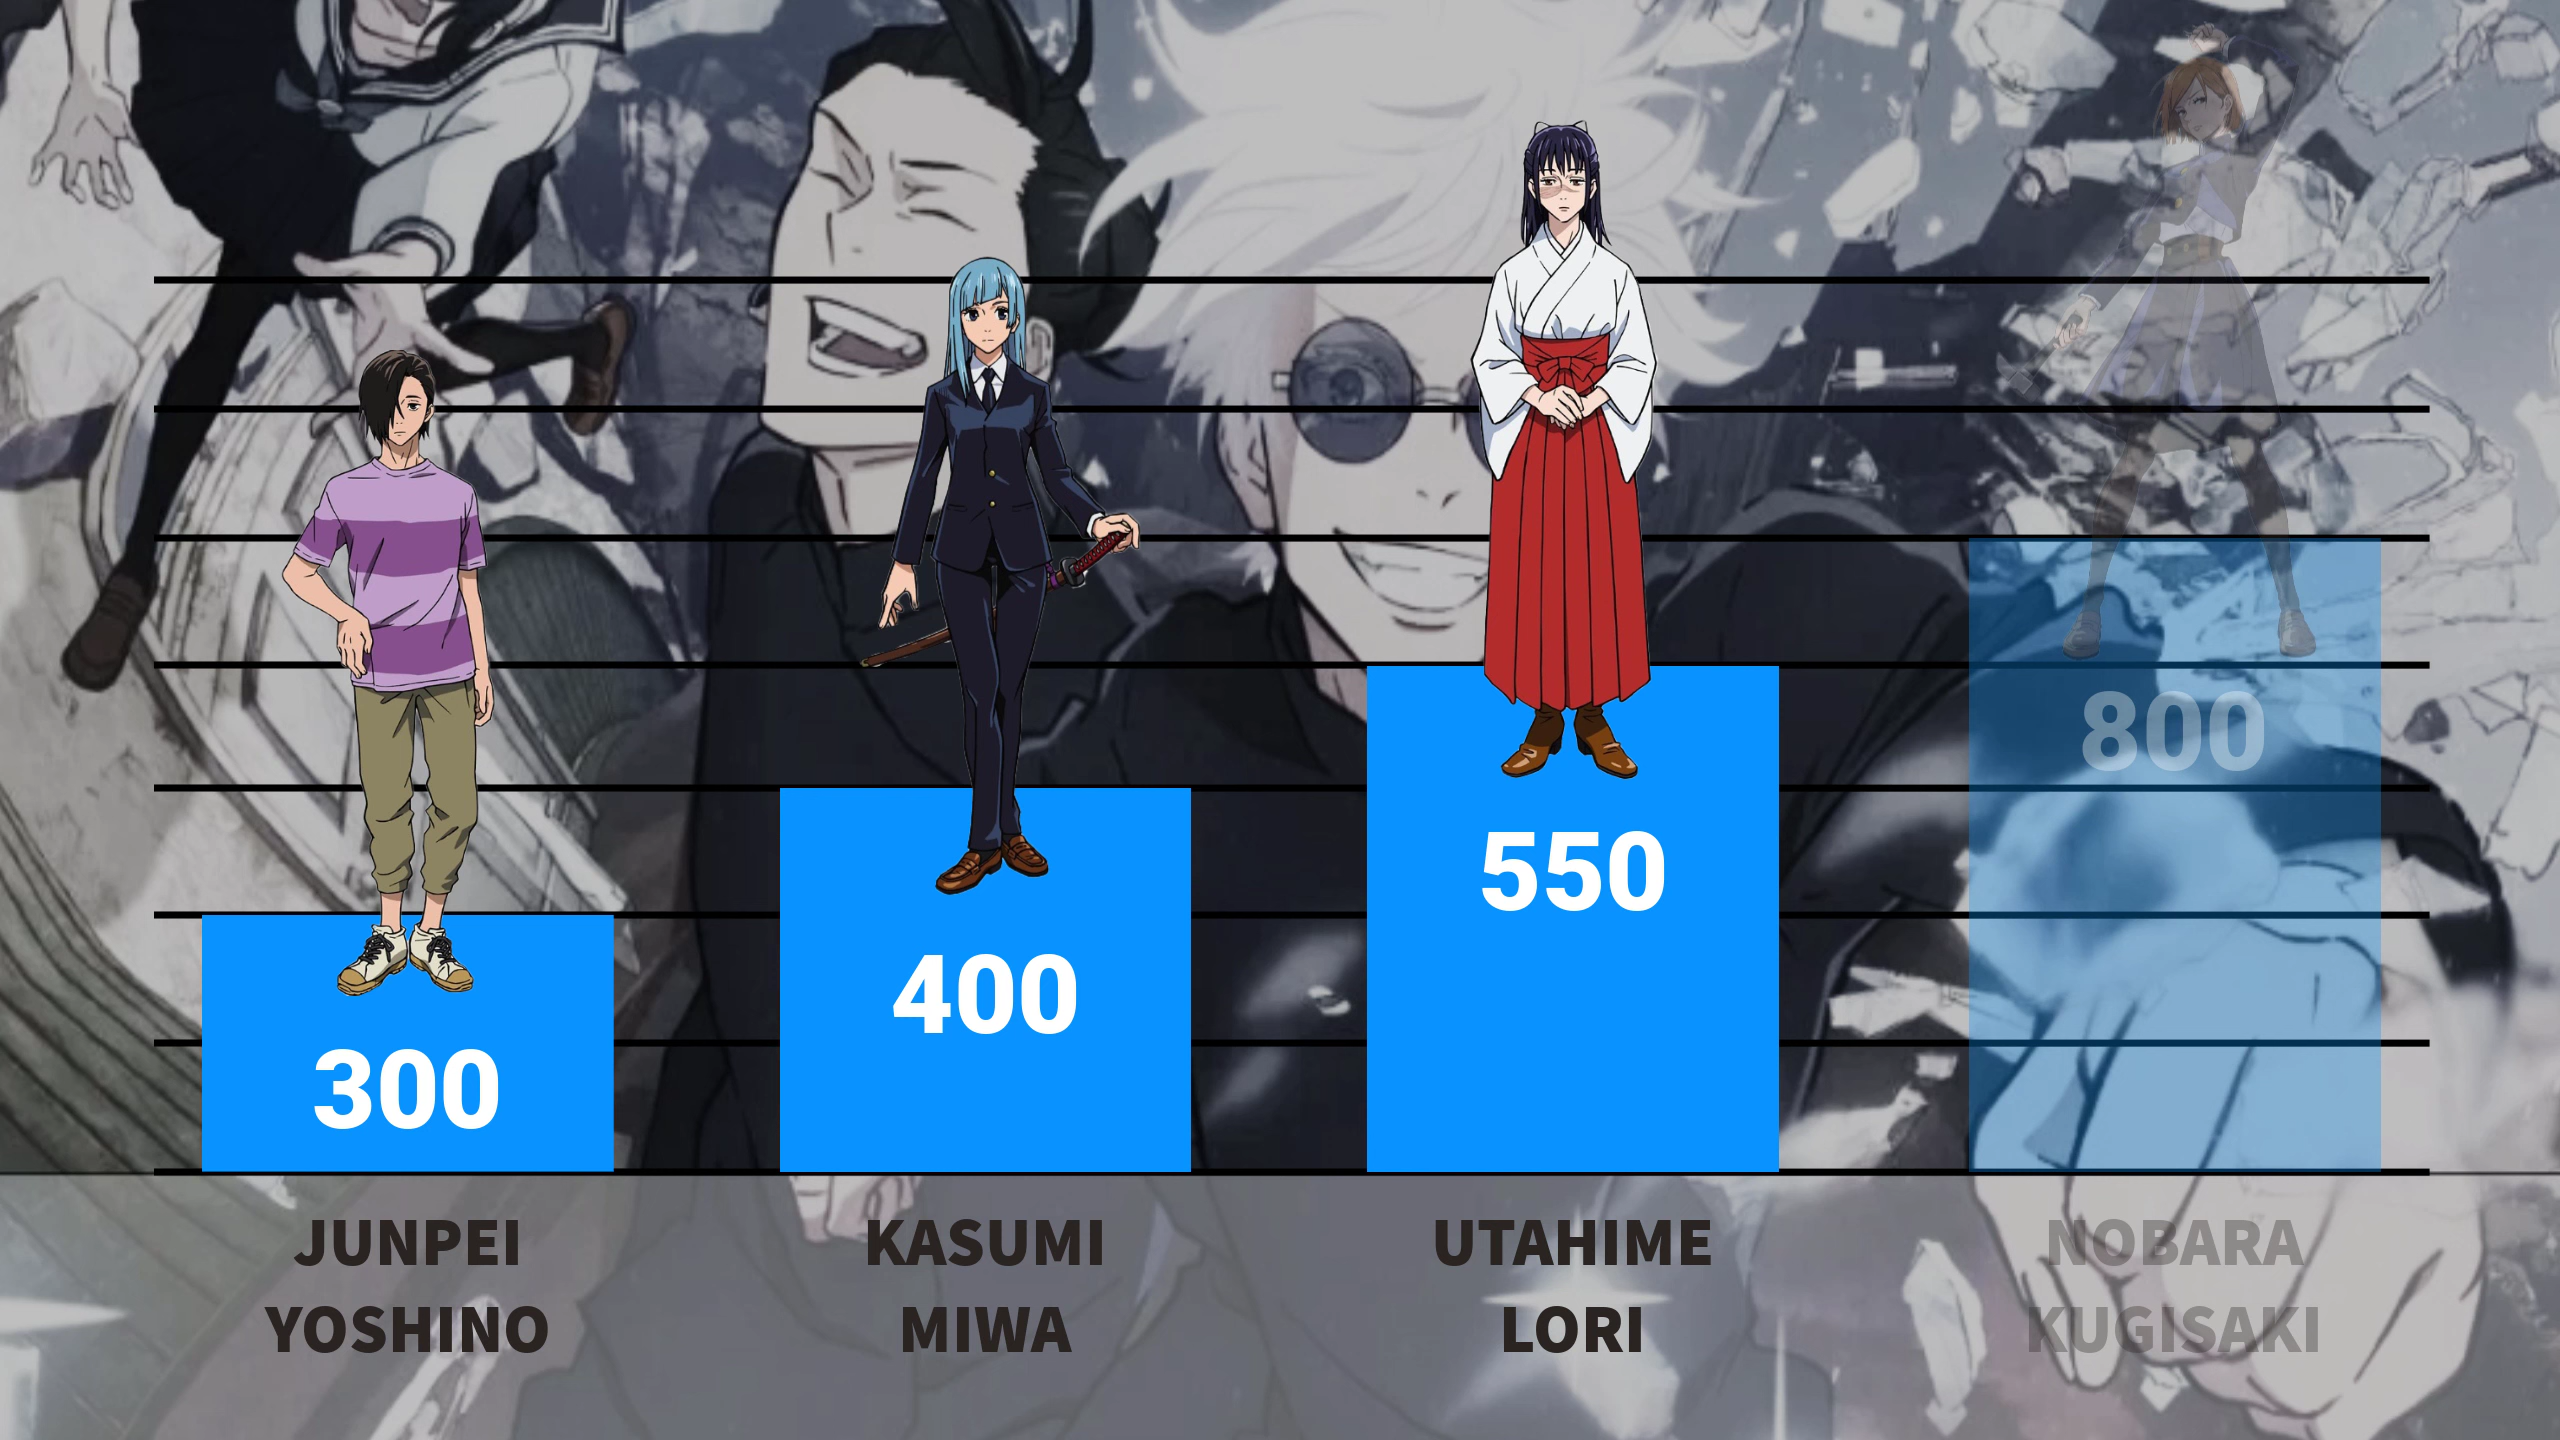 300
400
550
800
JUNPEI
YOSHINO
KASUMI
MIWA
UTAHIME
LORI
NOBARA
KUGISAKI